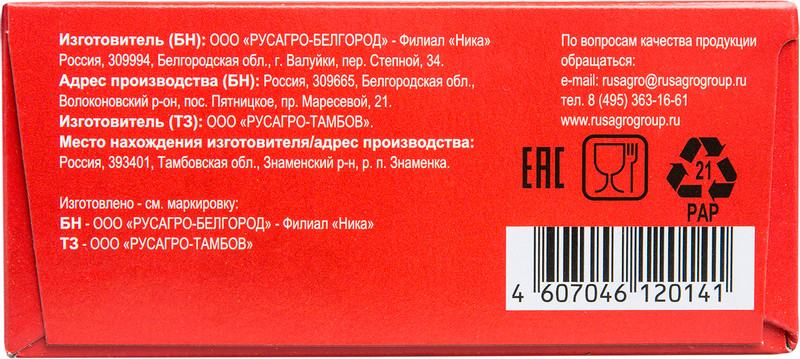 Изготовитель (БН): ООО «РУСАГРО-БЕЛГОРОД» - Филиал «Ника»
Россия, 309994, Белгородская обл., г. Валуйки, пер. Степной, 34.
Адрес производства (БН): Россия, 309665, Белгородская обл.,
Волоконовский р-он, пос. Пятницкое, пр. Маресевой, 21.
Изготовитель (ТЗ): ООО «РУСАГРО-ТАМБОВ».
Место нахождения изготовителя/адрес производства:
Россия, 393401, Тамбовская обл., Знаменский р-н, р. п. Знаменка.
Изготовлено - см. маркировку:
БН - ООО «РУСАГРО-БЕЛГОРОД» - Филиал «Ника»
ТЗ - ООО «РУСАГРО-ТАМБОВ»
По вопросам качества продукции
обращаться:
e-mail: rusagro@rusagrogroup.ru
тел. 8 (495) 363-16-61
www.rusagrogroup.ru
EAC
21
PAP
4 607046 120141